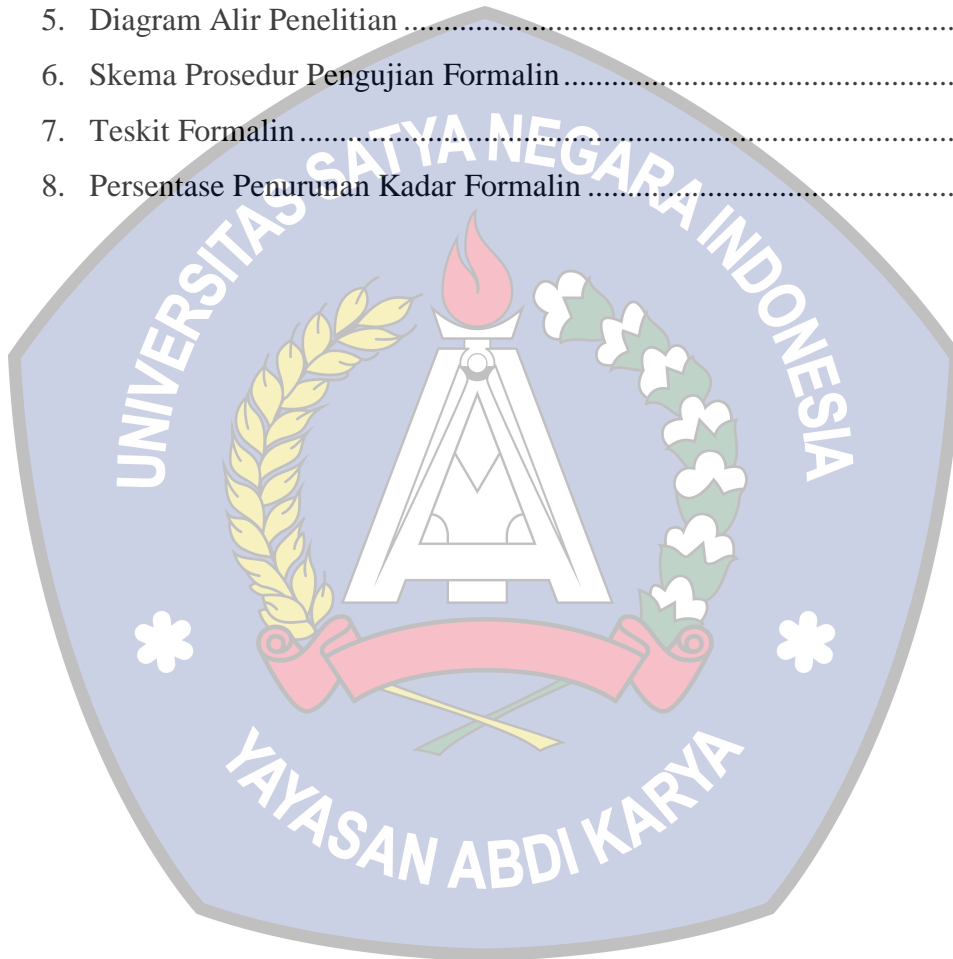 5. Diagram Alir Penelitian ....................................................................
6. Skema Prosedur Pengujian Formalin ................................................
7. Teskit Formalin ..................................................................................
8. Persentase Penurunan Kadar Formalin .............................................
UNIVERSITAS SATYA NEGARA INDONESIA
YAYASAN ABDI KARYA